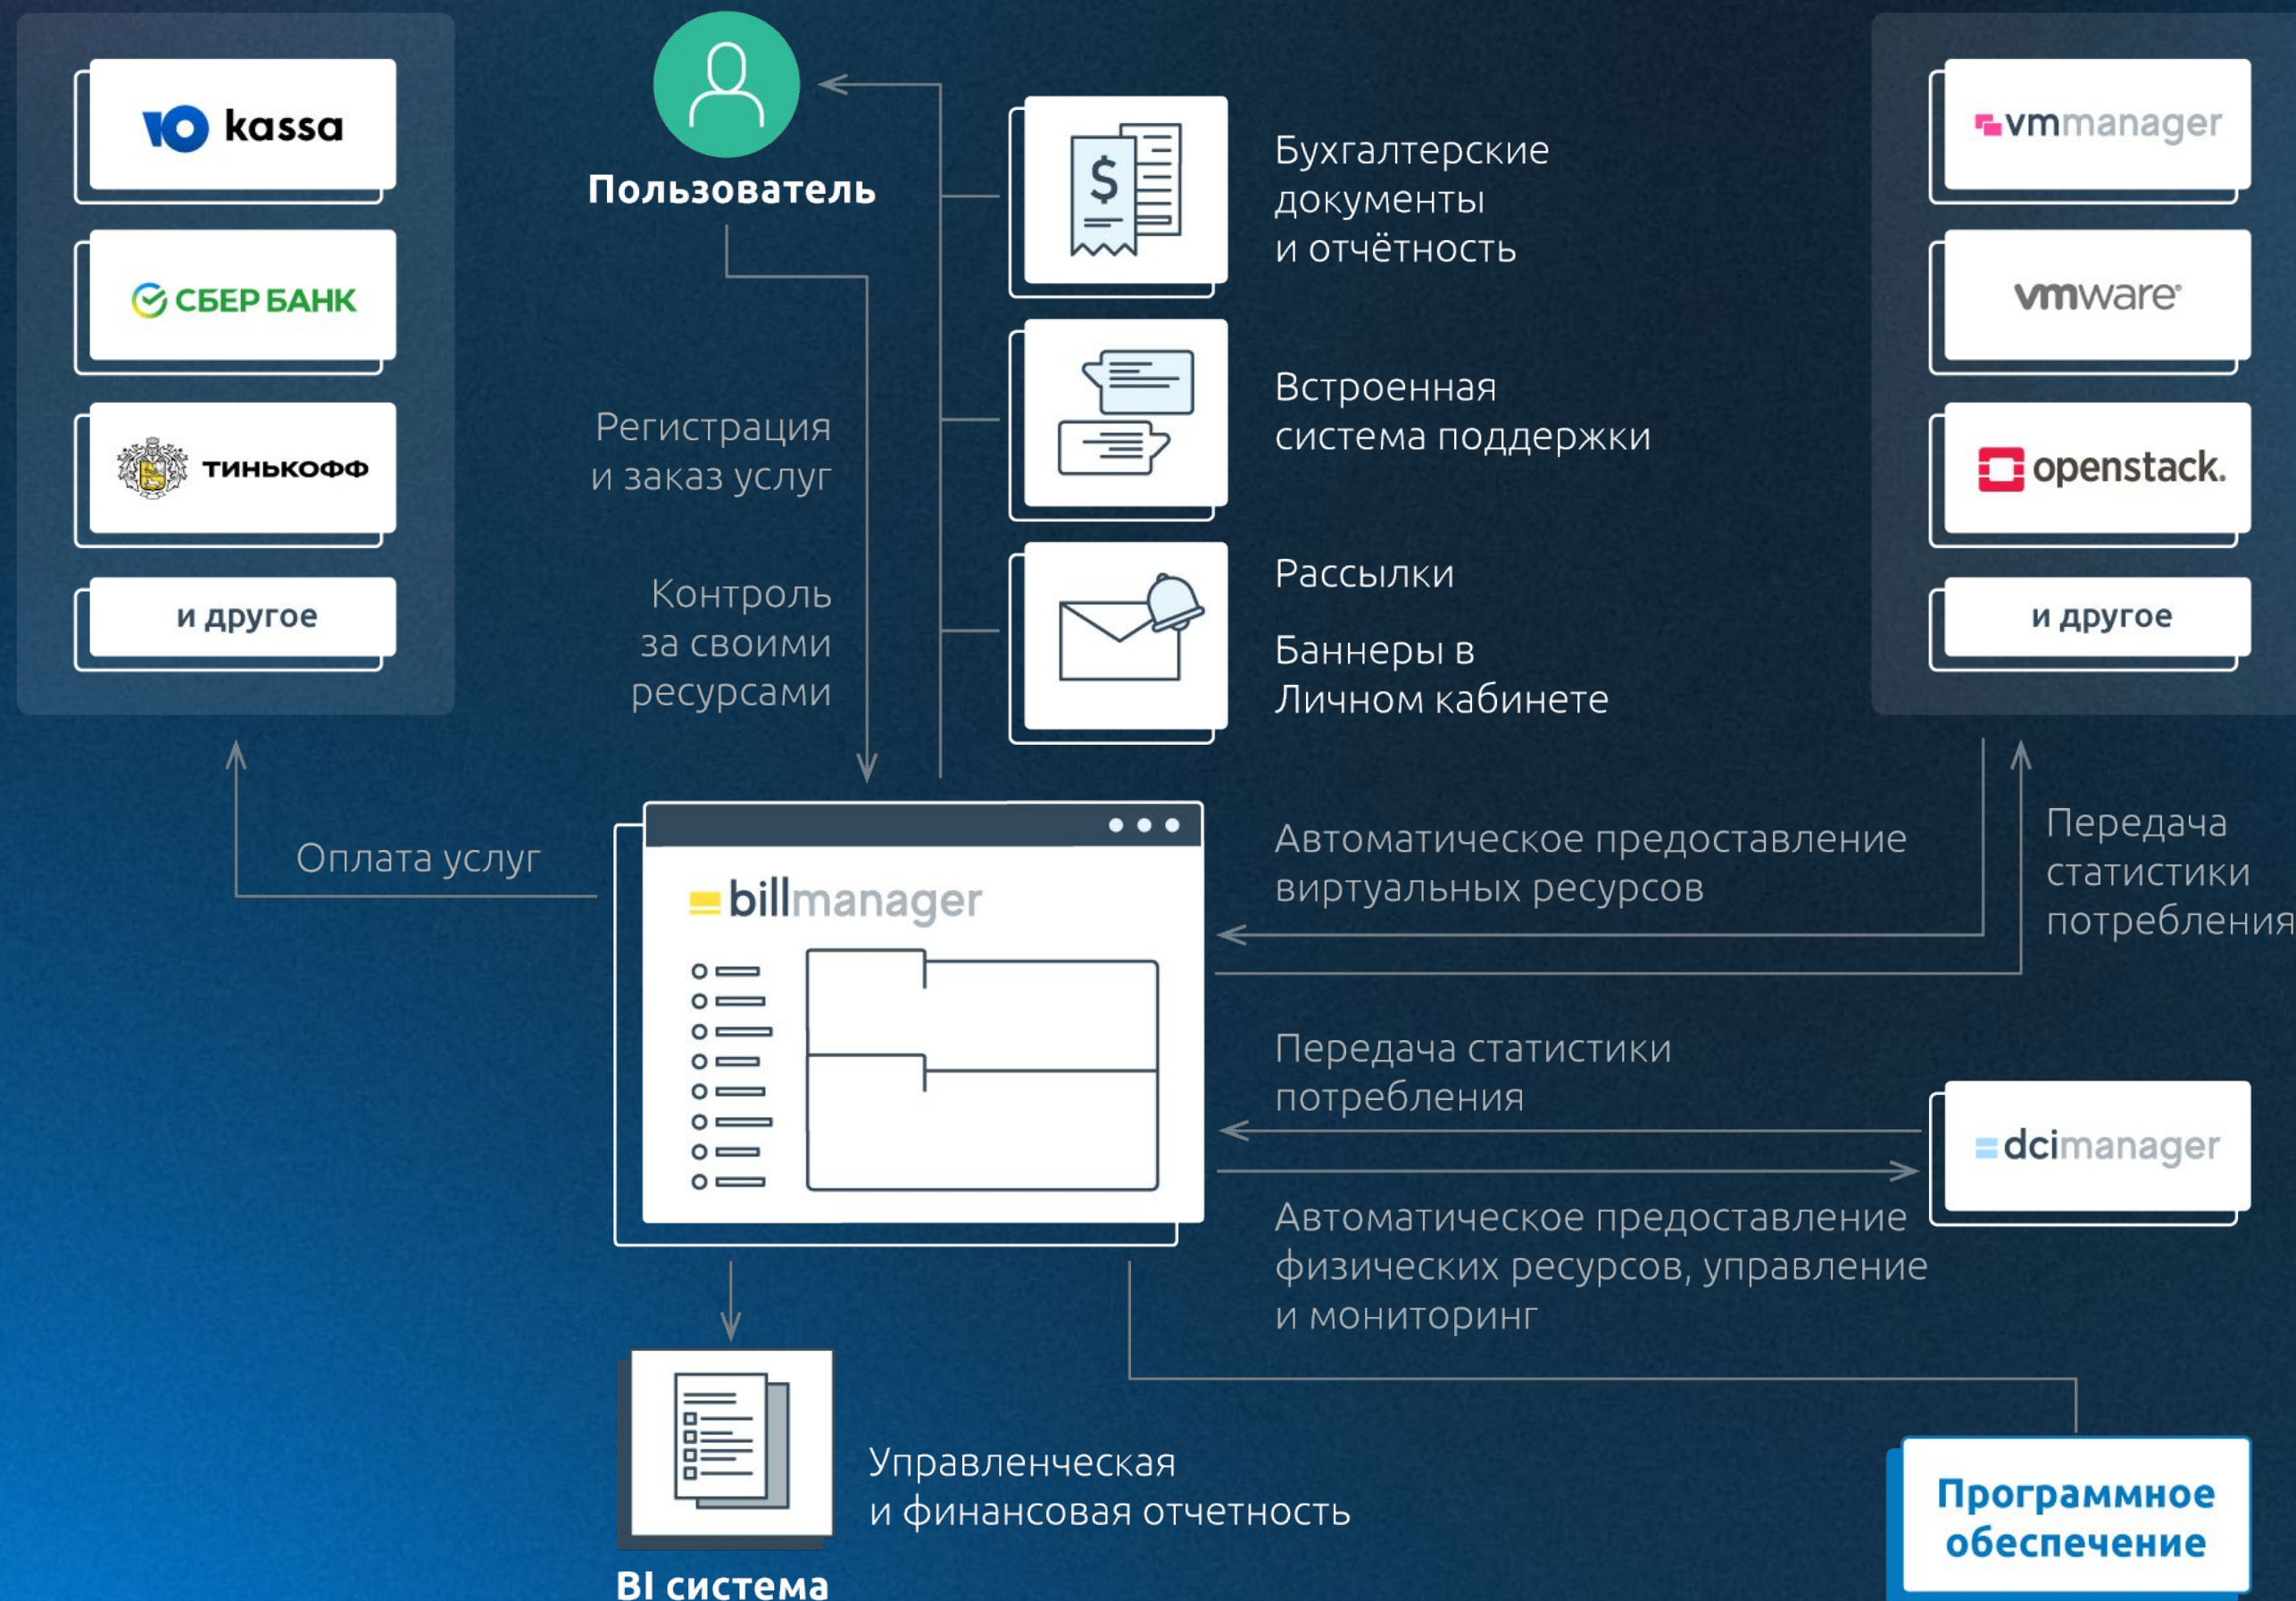 Ю kassa
СБЕР БАНК
ТИНЬКОФФ
и другое
Пользователь
Регистрация
и заказ услуг
Контроль
за своими
ресурсами
$
Бухгалтерские
документы
и отчётность
Встроенная
система поддержки
Рассылки
Баннеры в
Личном кабинете
vmmanager
vmware®
openstack.
и другое
Оплата услуг
billmanager
Автоматическое предоставление
виртуальных ресурсов
Передача
статистики
потребления
Передача статистики
потребления
dcimanager
Автоматическое предоставление
физических ресурсов, управление
и мониторинг
Управленческая
и финансовая отчетность
BI система
Программное
обеспечение